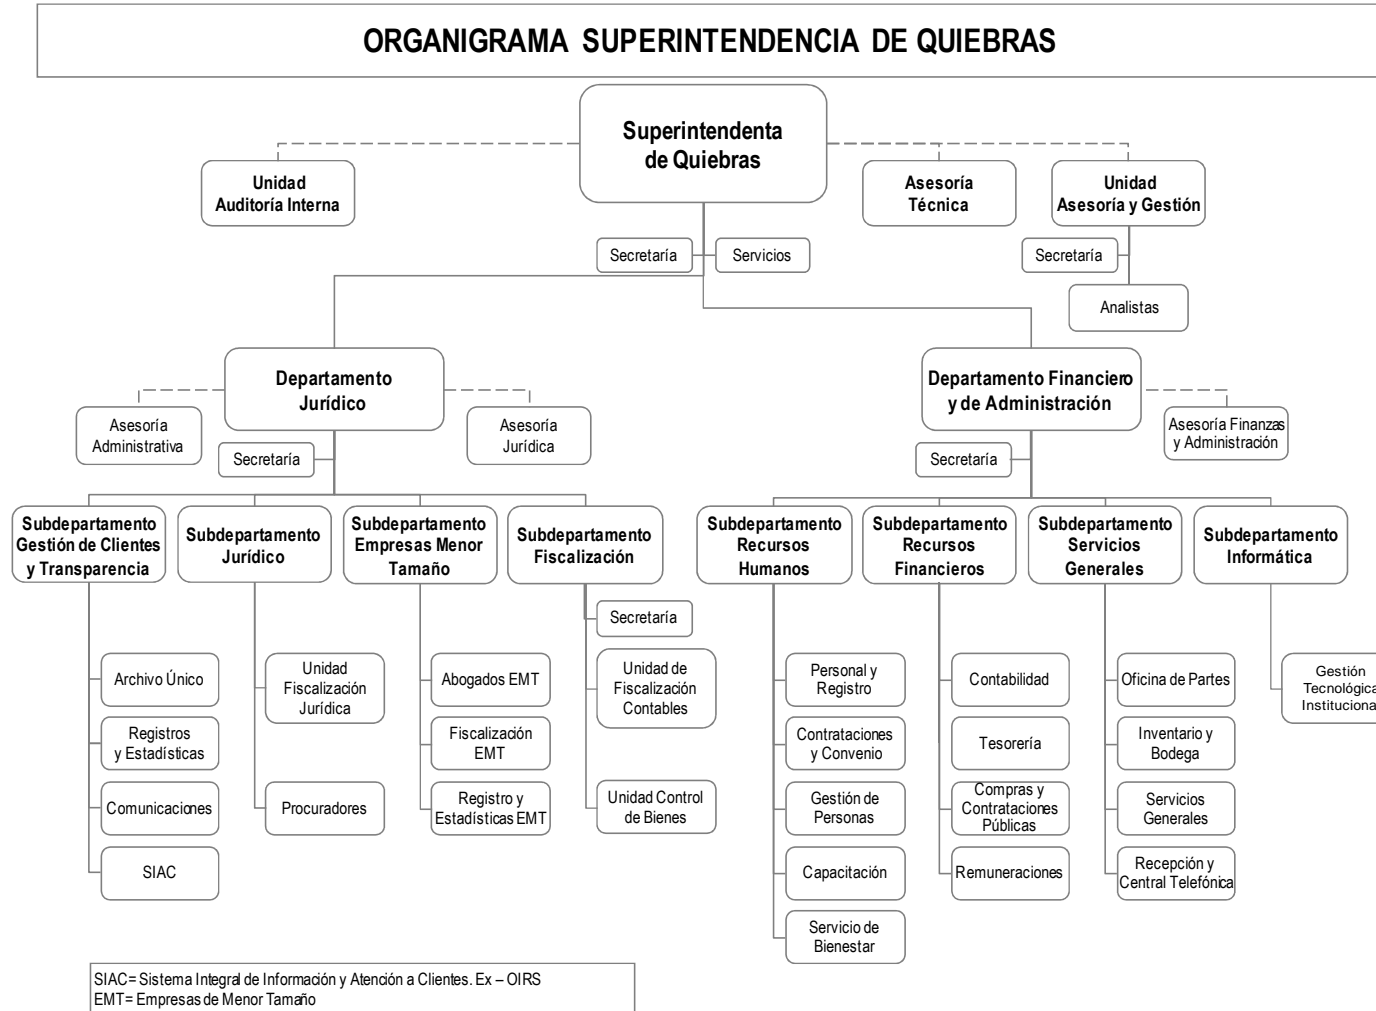 ORGANIGRAMA SUPERINTENDENCIA DE QUIEBRAS
Superintendenta
de Quiebras
Unidad
Auditoría Interna
Asesoría
Técnica
Unidad
Asesoría y Gestión
Secretaría
Servicios
Secretaría
Analistas
Departamento
Jurídico
Departamento Financiero
y de Administración
Asesoría
Administrativa
Asesoría
Jurídica
Asesoría Finanzas
y Administración
Secretaría
Secretaría
Subdepartamento
Gestión de Clientes
y Transparencia
Subdepartamento
Jurídico
Subdepartamento
Empresas Menor
Tamaño
Subdepartamento
Fiscalización
Subdepartamento
Recursos
Humanos
Subdepartamento
Recursos
Financieros
Subdepartamento
Servicios
Generales
Subdepartamento
Informática
Secretaría
Archivo Único
Unidad
Fiscalización
Jurídica
Abogados EMT
Unidad de
Fiscalización
Contables
Personal y
Registro
Contabilidad
Oficina de Partes
Gestión
Tecnológica
Institucional
Registros
y Estadísticas
Fiscalización
EMT
Contrataciones
y Convenio
Tesorería
Inventario y
Bodega
Comunicaciones
Procuradores
Registro y
Estadísticas EMT
Unidad Control
de Bienes
Gestión de
Personas
Compras y
Contrataciones
Públicas
Servicios
Generales
SIAC
Capacitación
Remuneraciones
Recepción y
Central Telefónica
Servicio de
Bienestar
SIAC= Sistema Integral de Información y Atención a Clientes. Ex – OIRS
EMT= Empresas de Menor Tamaño